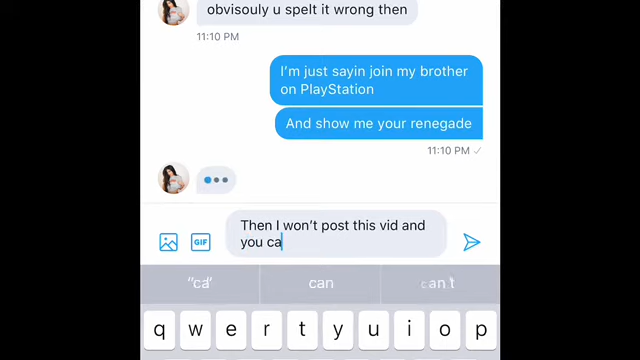 obvisouly u spelt it wrong then
11:10 PM
I'm just sayin join my brother
on PlayStation
And show me your renegade
11:10 PM
Then I won't post this vid and
you ca
GIF
"ca" can can't
q w e r t y u i o p